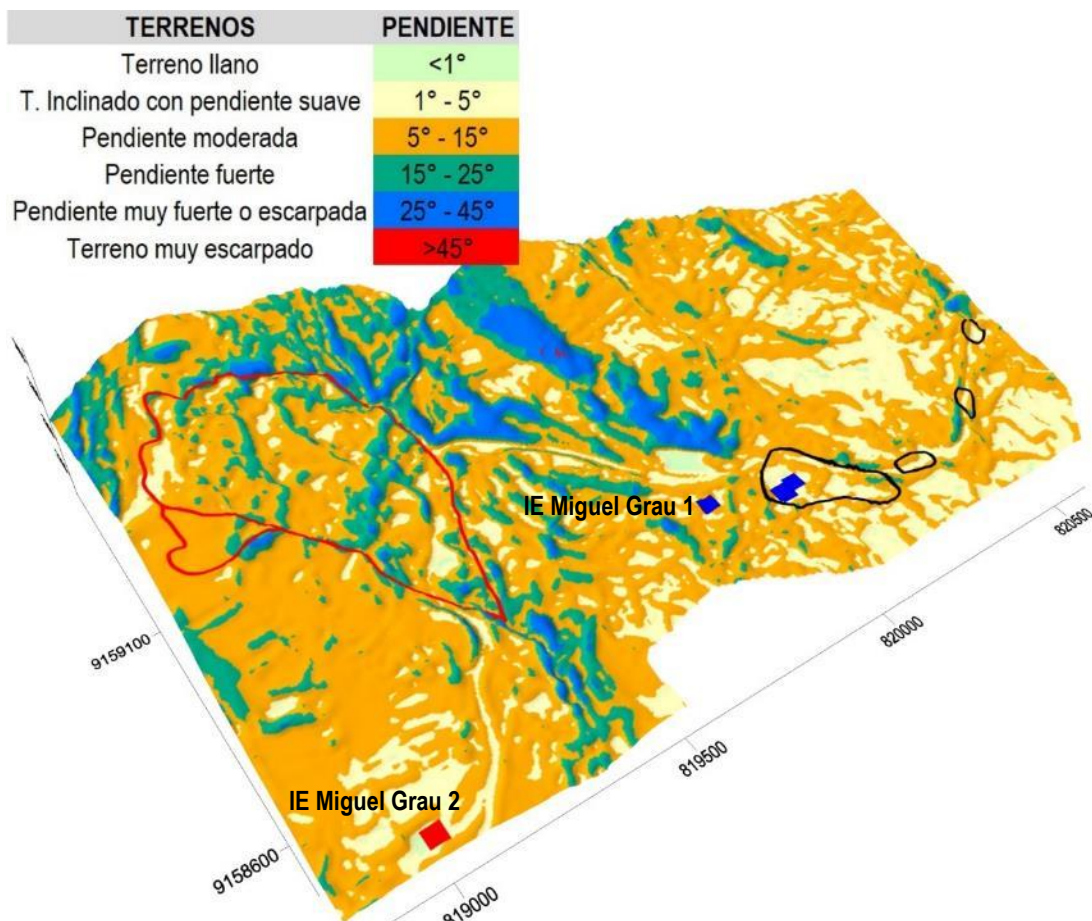 TERRENOS PENDIENTE
Terreno llano <1°
T. Inclinado con pendiente suave 1° - 5°
Pendiente moderada 5° - 15°
Pendiente fuerte 15° - 25°
Pendiente muy fuerte o escarpada 25° - 45°
Terreno muy escarpado >45°
IE Miguel Grau 1
820500
820000
9159100
819500
IE Miguel Grau 2
9158600
819000